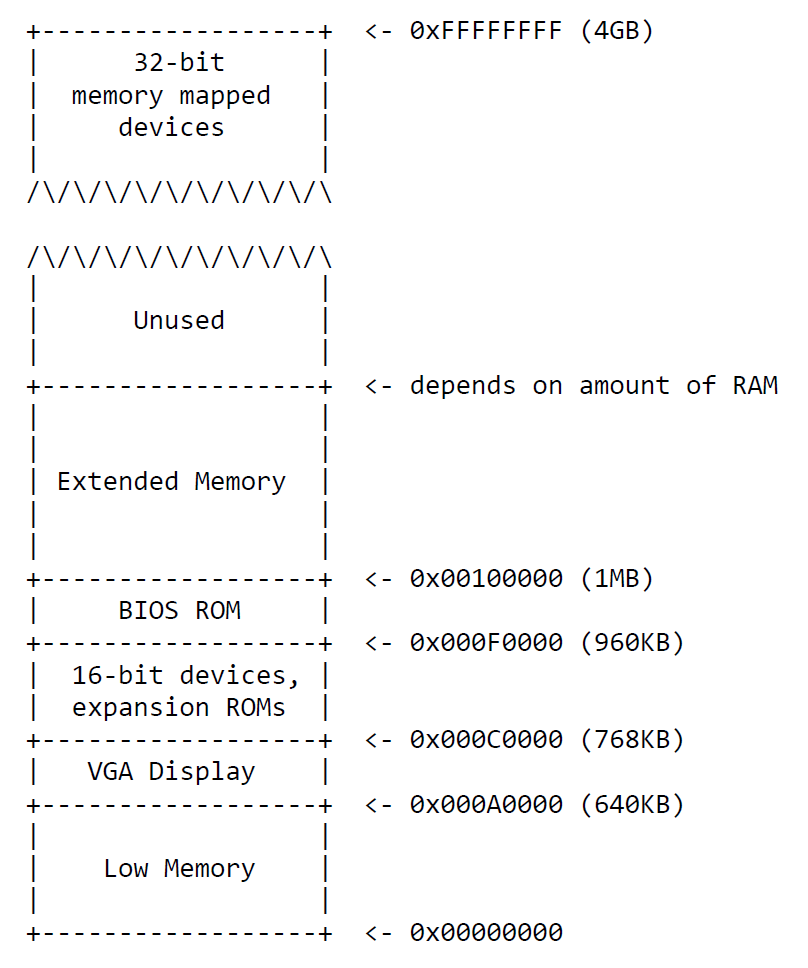 +------------------+  <- 0xFFFFFFFF (4GB)
|      32-bit      |
|  memory mapped   |
|     devices      |
|                  |
/\/\/\/\/\/\/\/\/\/\

/\/\/\/\/\/\/\/\/\/\
|                  |
|      Unused      |
|                  |
+------------------+  <- depends on amount of RAM
|                  |
|                  |
| Extended Memory  |
|                  |
|                  |
+------------------+  <- 0x00100000 (1MB)
|     BIOS ROM     |
+------------------+  <- 0x000F0000 (960KB)
|  16-bit devices, |
|  expansion ROMs  |
+------------------+  <- 0x000C0000 (768KB)
|   VGA Display    |
+------------------+  <- 0x000A0000 (640KB)
|                  |
|    Low Memory    |
|                  |
+------------------+  <- 0x00000000